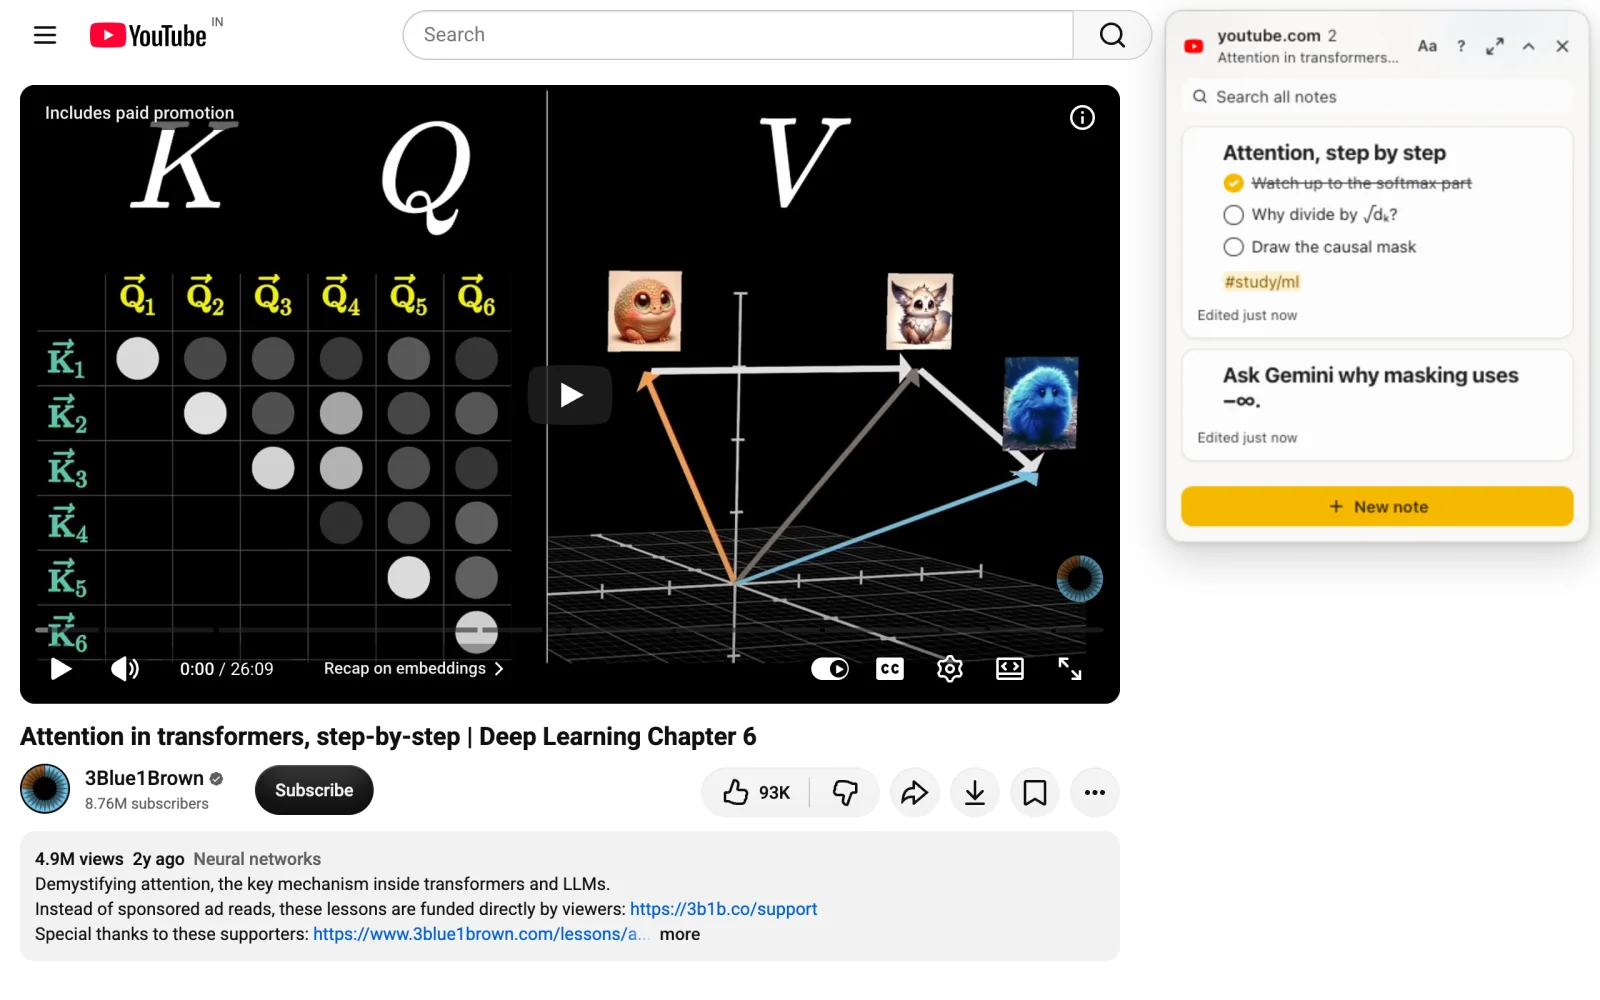 YouTube IN
Search
Includes paid promotion
K Q V
Q⃗₁ Q⃗₂ Q⃗₃ Q⃗₄ Q⃗₅ Q⃗₆
K⃗₁
K⃗₂
K⃗₃
K⃗₄
K⃗₅
K⃗₆
0:00 / 26:09
Recap on embeddings
CC
Attention in transformers, step-by-step | Deep Learning Chapter 6
3Blue1Brown
8.76M subscribers
Subscribe
93K
4.9M views 2y ago Neural networks
Demystifying attention, the key mechanism inside transformers and LLMs.
Instead of sponsored ad reads, these lessons are funded directly by viewers: https://3b1b.co/support
Special thanks to these supporters: https://www.3blue1brown.com/lessons/a... more
youtube.com 2
Attention in transformers...
Aa ?
Search all notes
Attention, step by step
Watch up to the softmax part
Why divide by √dₖ?
Draw the causal mask
#study/ml
Edited just now
Ask Gemini why masking uses
−∞.
Edited just now
+ New note